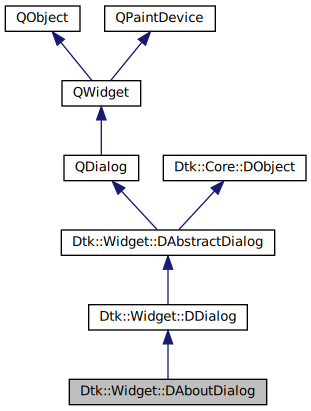 QObject
QPaintDevice
QWidget
QDialog
Dtk::Core::DObject
Dtk::Widget::DAbstractDialog
Dtk::Widget::DDialog
Dtk::Widget::DAboutDialog